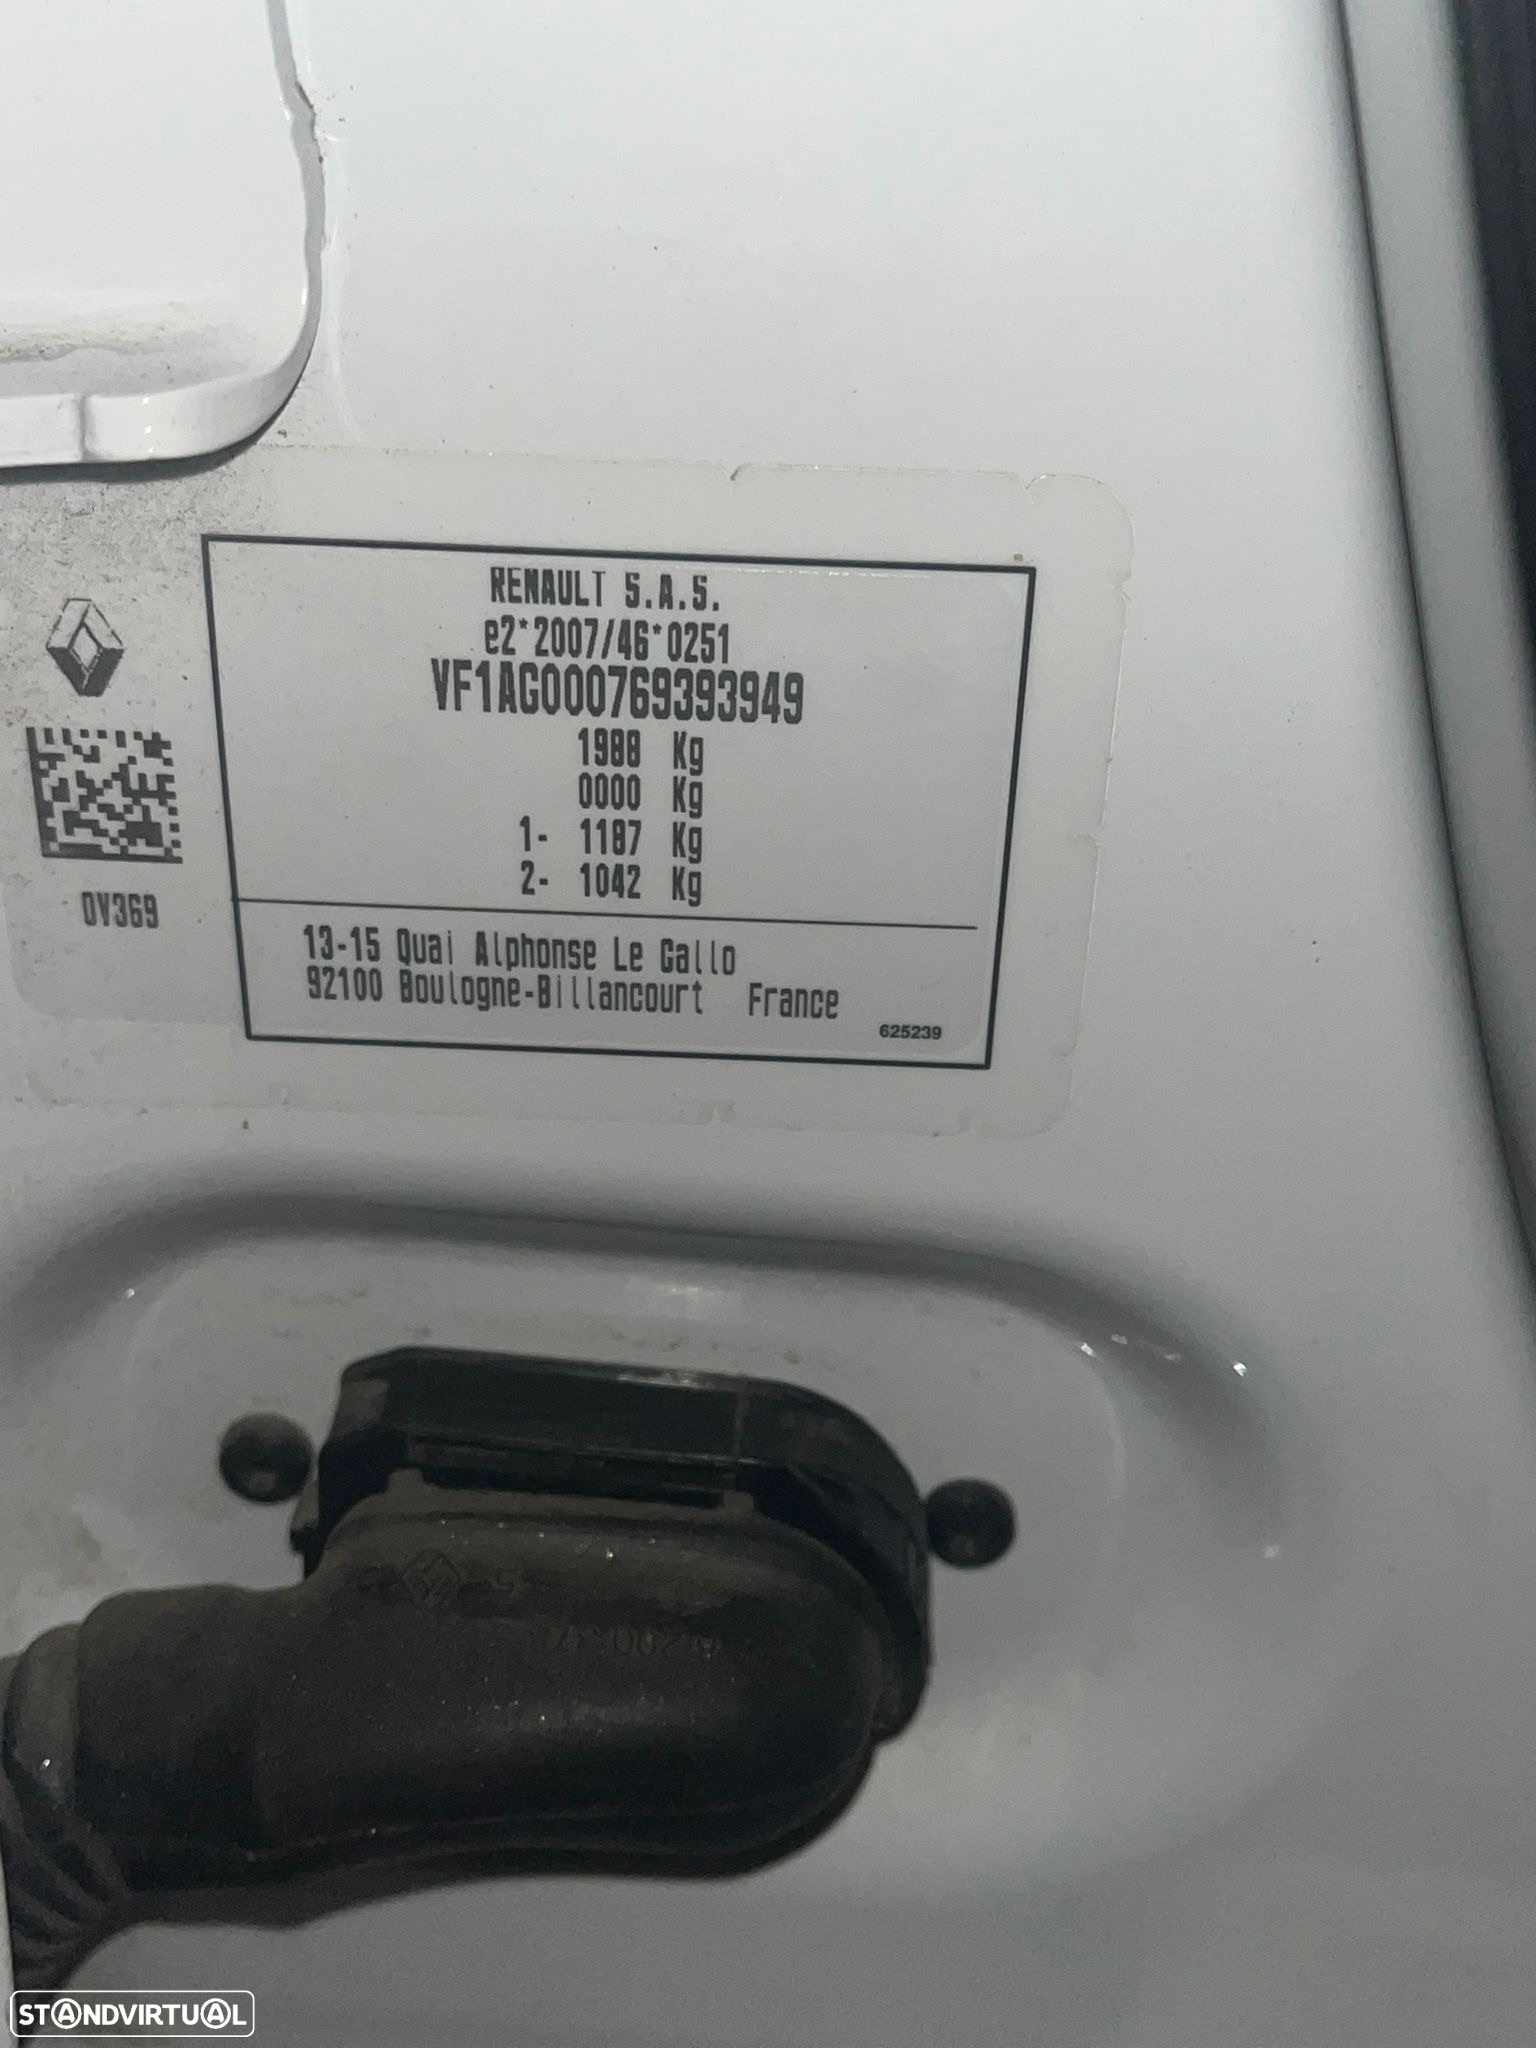 RENAULT S.A.S.
e2*2007/46*0251
VF1AG000769393949
1988 Kg
0000 Kg
1- 1187 Kg
2- 1042 Kg
0V369
13-15 Quai Alphonse Le Gallo
92100 Boulogne-Billancourt France
625239
STANDVIRTUAL